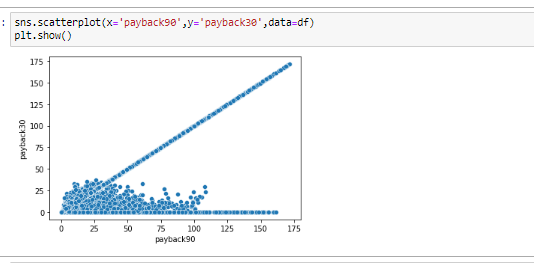 : sns.scatterplot(x='payback90',y='payback30',data=df)
plt.show()
175
150
125
100
75
50
25
0
payback30
0 25 50 75 100 125 150 175
payback90